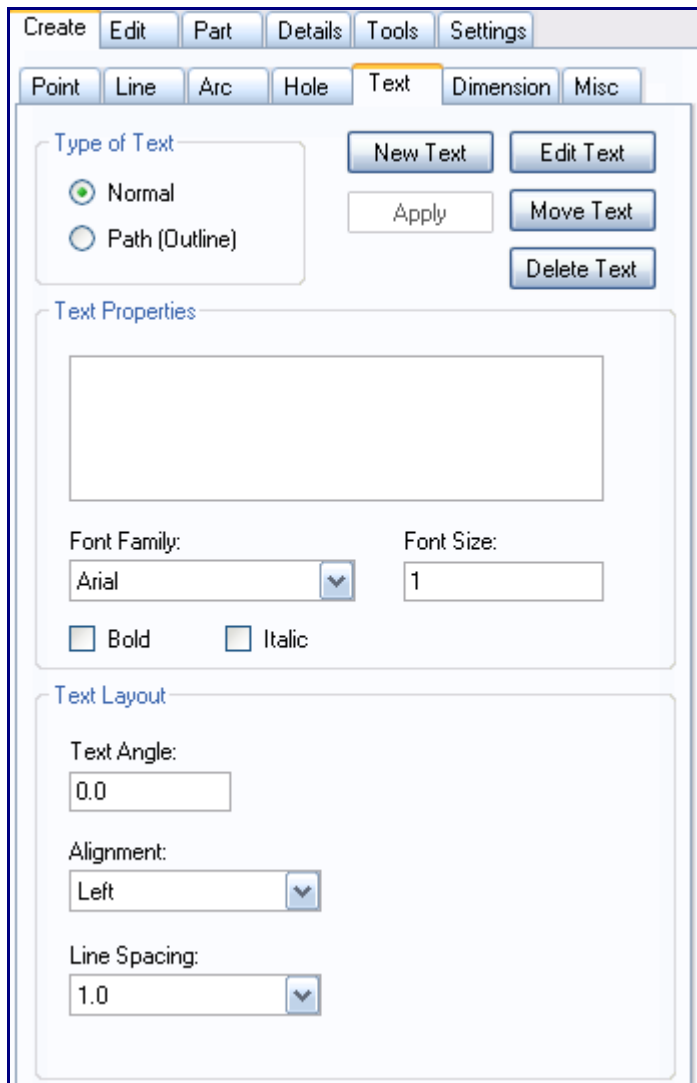 Create Edit Part Details Tools Settings
Point Line Arc Hole Text Dimension Misc
Type of Text
Normal
Path (Outline)
New Text Edit Text
Apply Move Text
Delete Text
Text Properties
Font Family: Font Size:
Arial 1
Bold Italic
Text Layout
Text Angle:
0.0
Alignment:
Left
Line Spacing:
1.0